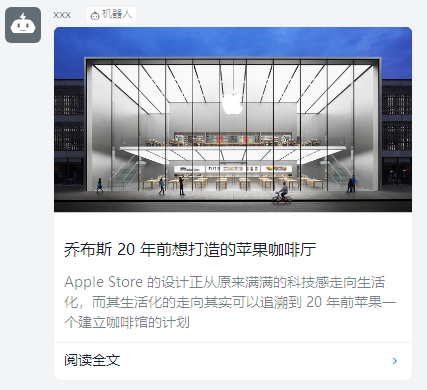 xxx 机器人
乔布斯 20 年前想打造的苹果咖啡厅
Apple Store 的设计正从原来满满的科技感走向生活
化，而其生活化的走向其实可以追溯到 20 年前苹果一
个建立咖啡馆的计划
阅读全文